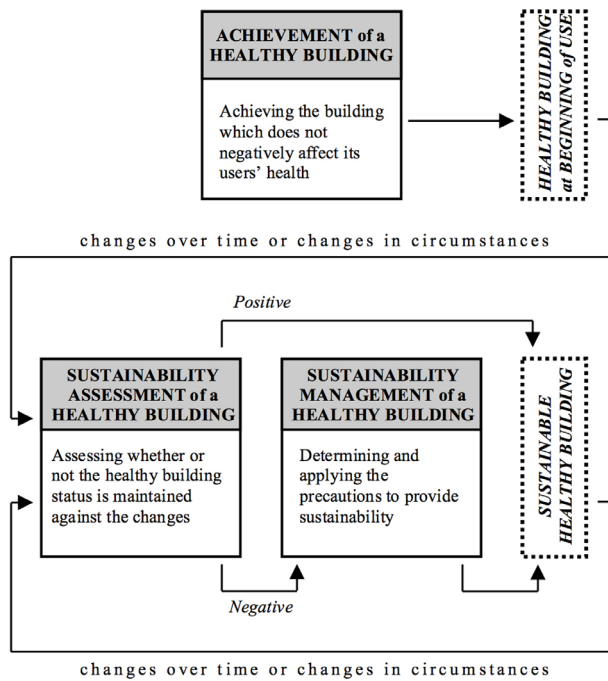 ACHIEVEMENT of a
HEALTHY BUILDING
Achieving the building
which does not
negatively affect its
users' health
HEALTHY BUILDING
at BEGINNING of USE
changes over time or changes in circumstances
Positive
SUSTAINABILITY
ASSESSMENT of a
HEALTHY BUILDING
Assessing whether or
not the healthy building
status is maintained
against the changes
SUSTAINABILITY
MANAGEMENT of a
HEALTHY BUILDING
Determining and
applying the
precautions to provide
sustainability
SUSTAINABLE
HEALTHY BUILDING
Negative
changes over time or changes in circumstances